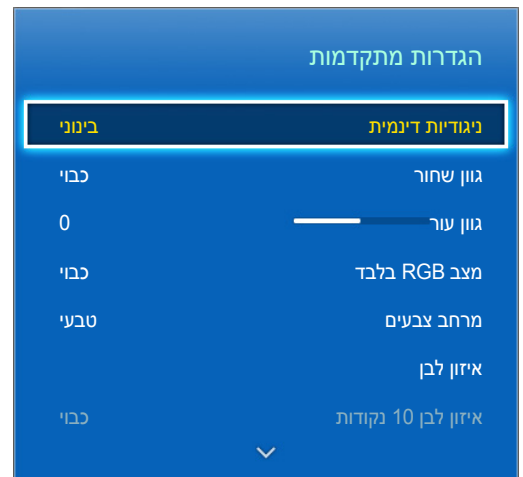 הגדרות מתקדמות
ניגודיות דינמית בינוני
גוון שחור כבוי
גוון עור 0
מצב RGB בלבד כבוי
מרחב צבעים טבעי
איזון לבן
איזון לבן 10 נקודות כבוי